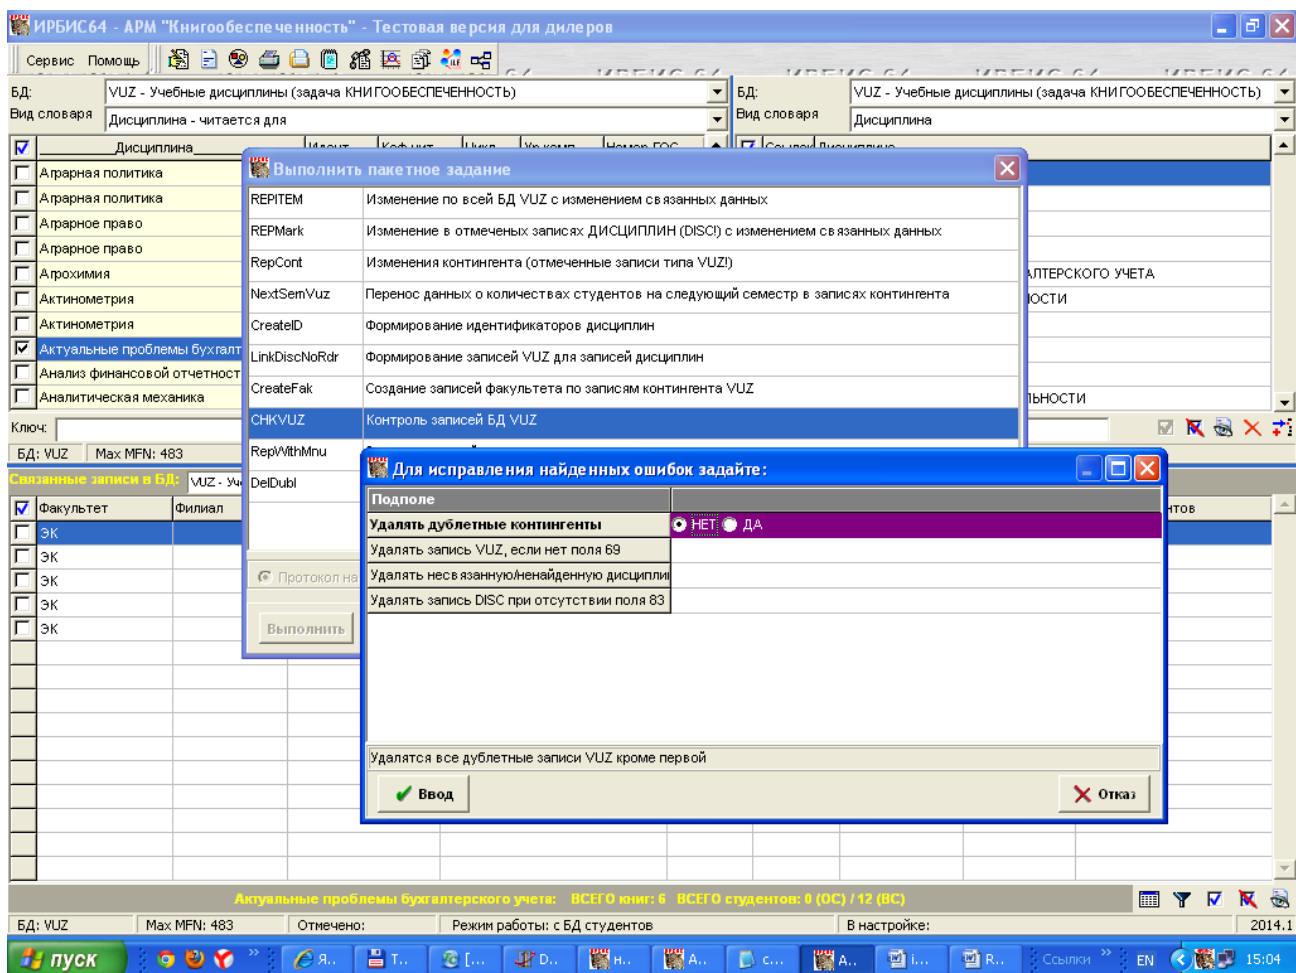 ИРБИС64 - АРМ "Книгообеспеченность" - Тестовая версия для дилеров
Сервис Помощь
БД: VUZ - Учебные дисциплины (задача КНИГООБЕСПЕЧЕННОСТЬ) БД: VUZ - Учебные дисциплины (задача КНИГООБЕСПЕЧЕННОСТЬ)
Вид словаря Дисциплина - читается для Вид словаря Дисциплина
Дисциплина
Аграрная политика
Аграрная политика
Аграрное право
Аграрное право
Агрохимия АЛТЕРСКОГО УЧЕТА
Актинометрия ЮСТИ
Актинометрия
Актуальные проблемы бухгалт
Анализ финансовой отчетност
Аналитическая механика ЛЬНОСТИ
Ключ:
БД: VUZ Max MFN: 483
Связанные записи в БД: VUZ - Уч
Факультет Филиал нтов
ЭК
ЭК
ЭК
ЭК
ЭК
Выполнить пакетное задание
REPITEM Изменение по всей БД VUZ с изменением связанных данных
REPMark Изменение в отмеченых записях ДИСЦИПЛИН (DISC!) с изменением связанных данных
RepCont Изменения контингента (отмеченные записи типа VUZ!)
NextSemVuz Перенос данных о количествах студентов на следующий семестр в записях контингента
CreateID Формирование идентификаторов дисциплин
LinkDiscNoRdr Формирование записей VUZ для записей дисциплин
CreateFak Создание записей факультета по записям контингента VUZ
CHKVUZ Контроль записей БД VUZ
RepWithMnu
DelDubl
Протокол на
Выполнить
Для исправления найденных ошибок задайте:
Подполе
Удалять дублетные контингенты НЕТ ДА
Удалять запись VUZ, если нет поля 69
Удалять несвязанную/ненайденную дисципли
Удалять запись DISC при отсутствии поля 83
Удалятся все дублетные записи VUZ кроме первой
Ввод Отказ
Актуальные проблемы бухгалтерского учета: ВСЕГО книг: 6 ВСЕГО студентов: 0 (ОС) / 12 (ВС)
БД: VUZ Max MFN: 483 Отмечено: Режим работы: с БД студентов В настройке: 2014.1
пуск Я.. Т.. [... D.. Н.. А.. с... А.. i... R... Ссылки EN 15:04